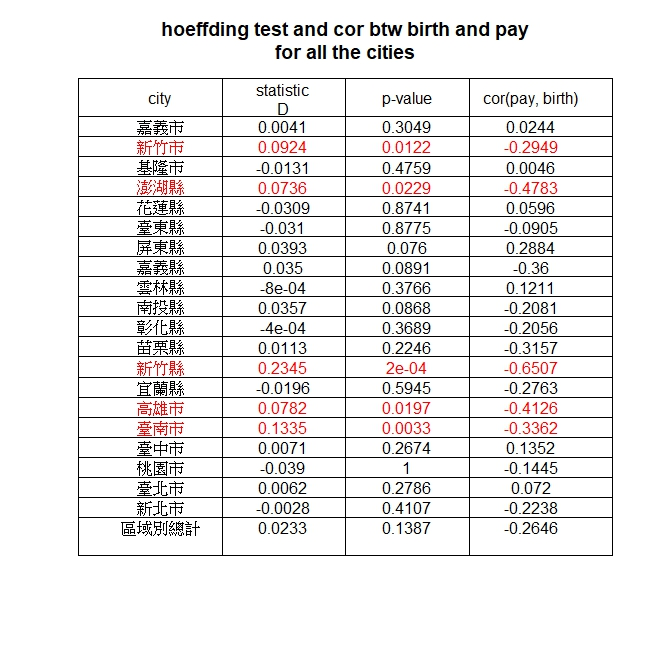 hoeffding test and cor btw birth and pay
for all the cities
city statistic D p-value cor(pay, birth)
嘉義市 0.0041 0.3049 0.0244
新竹市 0.0924 0.0122 -0.2949
基隆市 -0.0131 0.4759 0.0046
澎湖縣 0.0736 0.0229 -0.4783
花蓮縣 -0.0309 0.8741 0.0596
臺東縣 -0.031 0.8775 -0.0905
屏東縣 0.0393 0.076 0.2884
嘉義縣 0.035 0.0891 -0.36
雲林縣 -8e-04 0.3766 0.1211
南投縣 0.0357 0.0868 -0.2081
彰化縣 -4e-04 0.3689 -0.2056
苗栗縣 0.0113 0.2246 -0.3157
新竹縣 0.2345 2e-04 -0.6507
宜蘭縣 -0.0196 0.5945 -0.2763
高雄市 0.0782 0.0197 -0.4126
臺南市 0.1335 0.0033 -0.3362
臺中市 0.0071 0.2674 0.1352
桃園市 -0.039 1 -0.1445
臺北市 0.0062 0.2786 0.072
新北市 -0.0028 0.4107 -0.2238
區域別總計 0.0233 0.1387 -0.2646